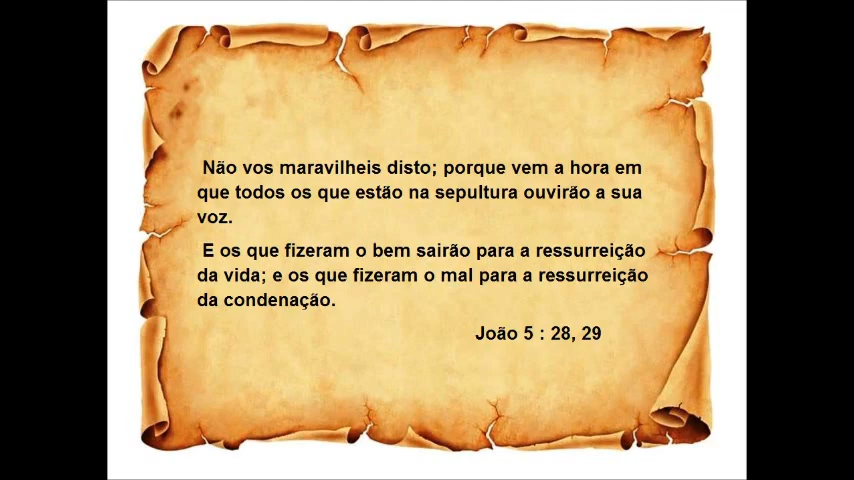 Não vos maravilheis disto; porque vem a hora em
que todos os que estão na sepultura ouvirão a sua
voz.
E os que fizeram o bem sairão para a ressurreição
da vida; e os que fizeram o mal para a ressurreição
da condenação.
João 5 : 28, 29